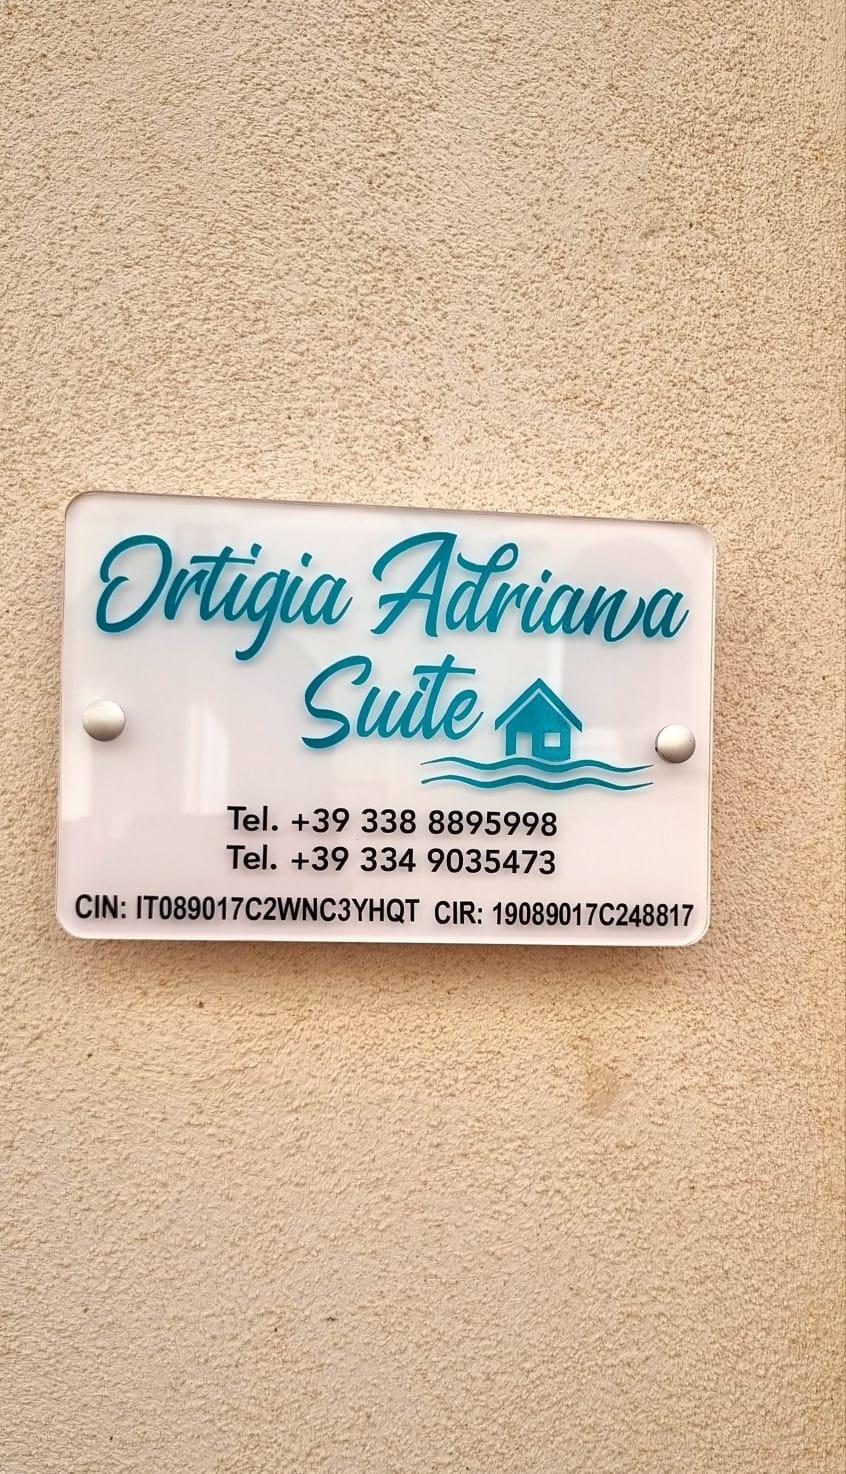 Ortigia Adriana
Suite
Tel. +39 338 8895998
Tel. +39 334 9035473
CIN: IT089017C2WNC3YHQT CIR: 19089017C248817